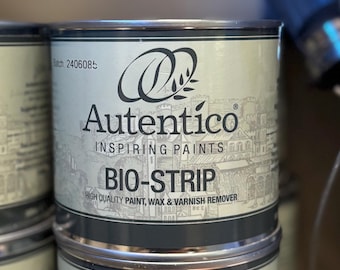 Batch: 2406085
Autentico®
INSPIRING PAINTS
BIO-STRIP
HIGH QUALITY PAINT, WAX & VARNISH REMOVER